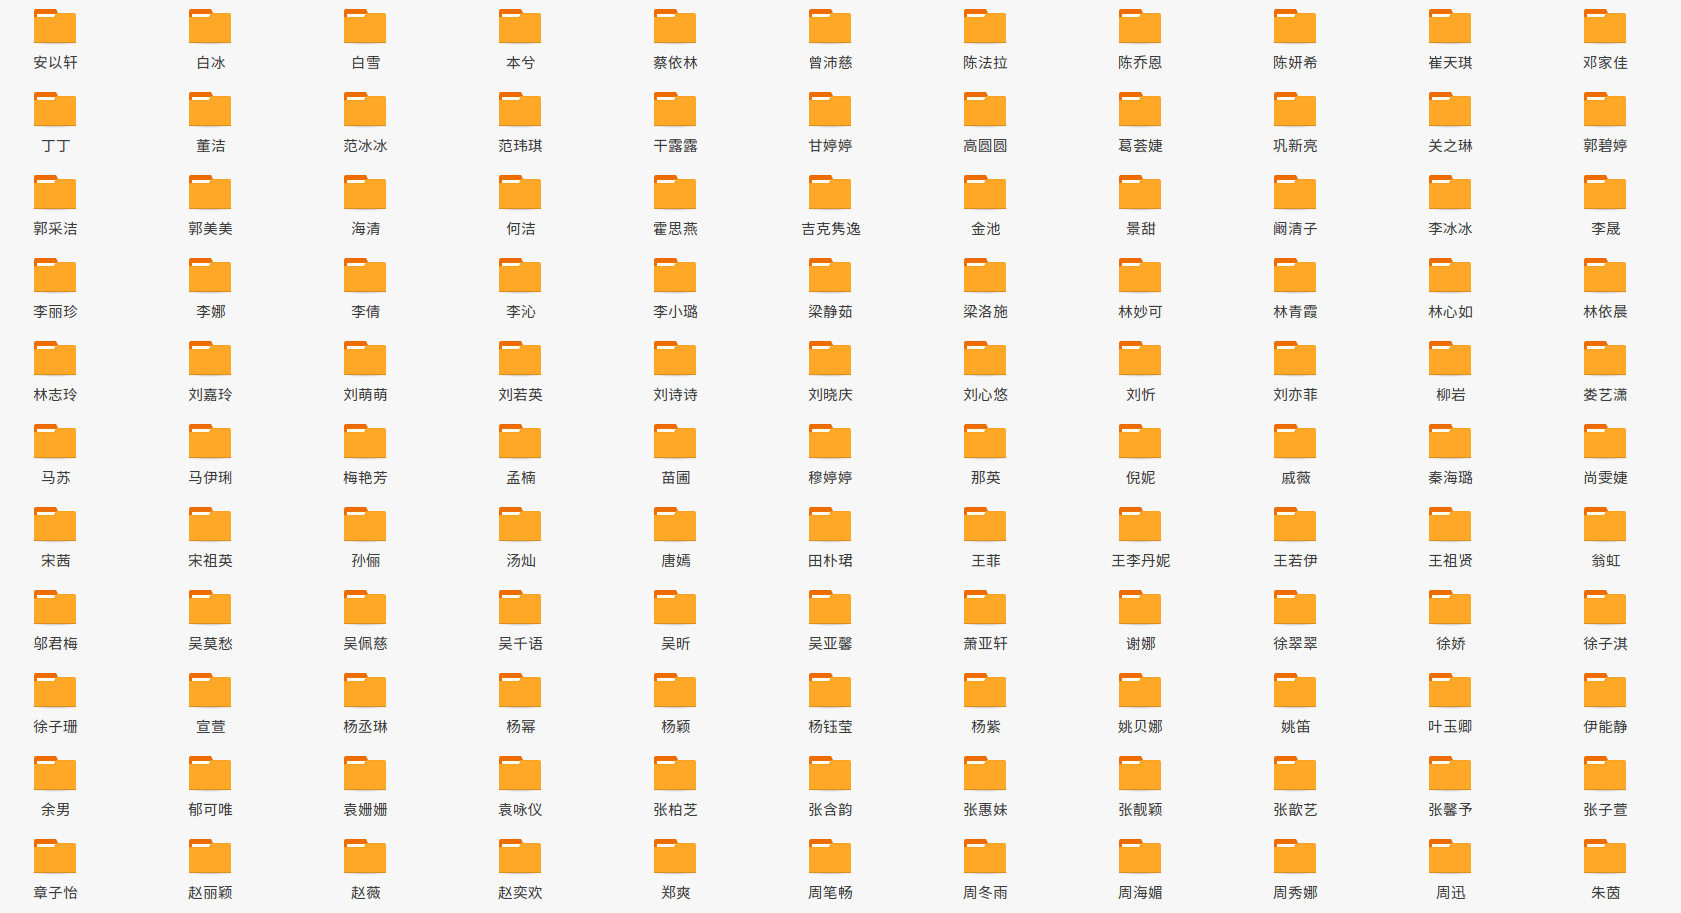 安以轩 白冰 白雪 本兮 蔡依林 曾沛慈 陈法拉 陈乔恩 陈妍希 崔天琪 邓家佳
丁丁 董洁 范冰冰 范玮琪 干露露 甘婷婷 高圆圆 葛荟婕 巩新亮 关之琳 郭碧婷
郭采洁 郭美美 海清 何洁 霍思燕 吉克隽逸 金池 景甜 阚清子 李冰冰 李晟
李丽珍 李娜 李倩 李沁 李小璐 梁静茹 梁洛施 林妙可 林青霞 林心如 林依晨
林志玲 刘嘉玲 刘萌萌 刘若英 刘诗诗 刘晓庆 刘心悠 刘忻 刘亦菲 柳岩 娄艺潇
马苏 马伊琍 梅艳芳 孟楠 苗圃 穆婷婷 那英 倪妮 戚薇 秦海璐 尚雯婕
宋茜 宋祖英 孙俪 汤灿 唐嫣 田朴珺 王菲 王李丹妮 王若伊 王祖贤 翁虹
邬君梅 吴莫愁 吴佩慈 吴千语 吴昕 吴亚馨 萧亚轩 谢娜 徐翠翠 徐娇 徐子淇
徐子珊 宣萱 杨丞琳 杨幂 杨颖 杨钰莹 杨紫 姚贝娜 姚笛 叶玉卿 伊能静
余男 郁可唯 袁姗姗 袁咏仪 张柏芝 张含韵 张惠妹 张靓颖 张歆艺 张馨予 张子萱
章子怡 赵丽颖 赵薇 赵奕欢 郑爽 周笔畅 周冬雨 周海媚 周秀娜 周迅 朱茵